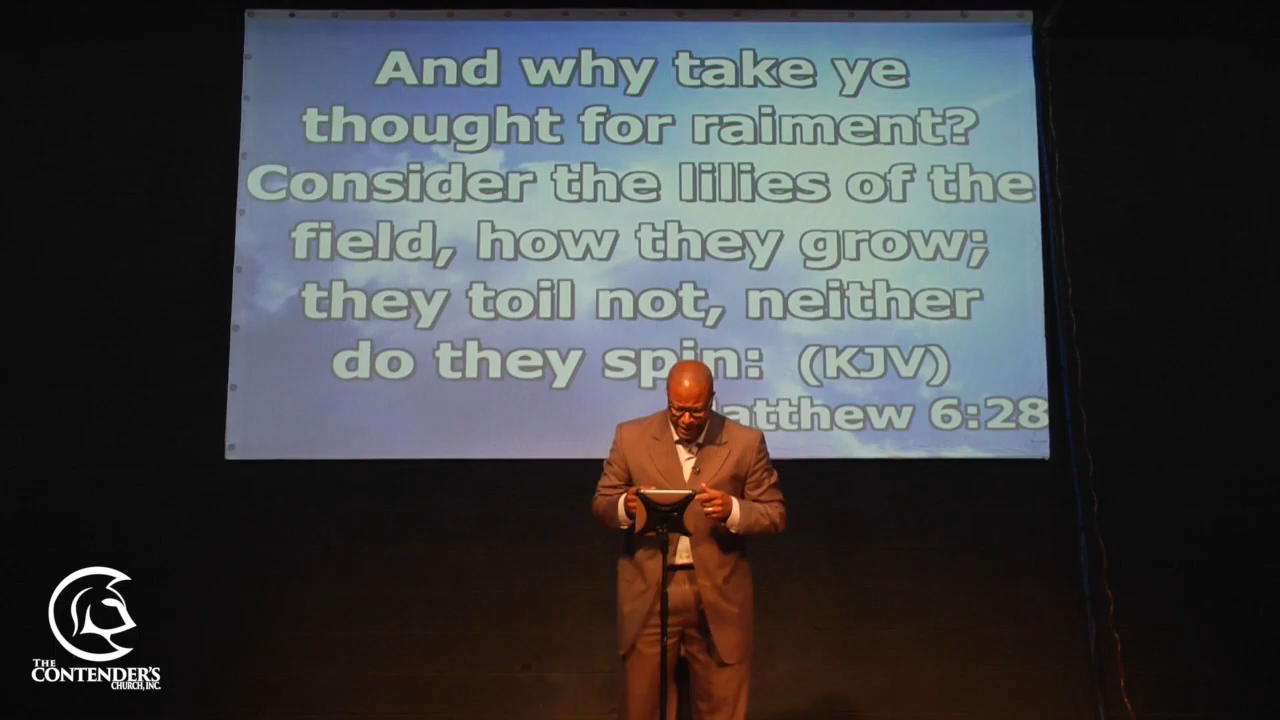 And why take ye
thought for raiment?
Consider the lilies of the
field, how they grow;
they toil not, neither
do they spin: (KJV)
Matthew 6:28
THE
CONTENDER'S
CHURCH, INC.